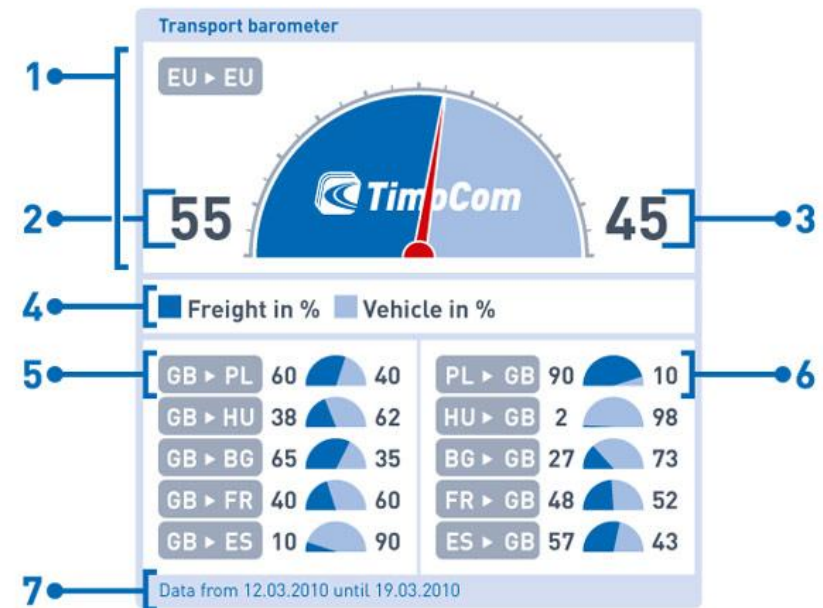 Transport barometer
1
EU ▸ EU
TimoCom
2
55
45
3
4
Freight in %
Vehicle in %
5
GB ▸ PL 60 40
PL ▸ GB 90 10
6
GB ▸ HU 38 62
HU ▸ GB 2 98
GB ▸ BG 65 35
BG ▸ GB 27 73
GB ▸ FR 40 60
FR ▸ GB 48 52
GB ▸ ES 10 90
ES ▸ GB 57 43
7
Data from 12.03.2010 until 19.03.2010